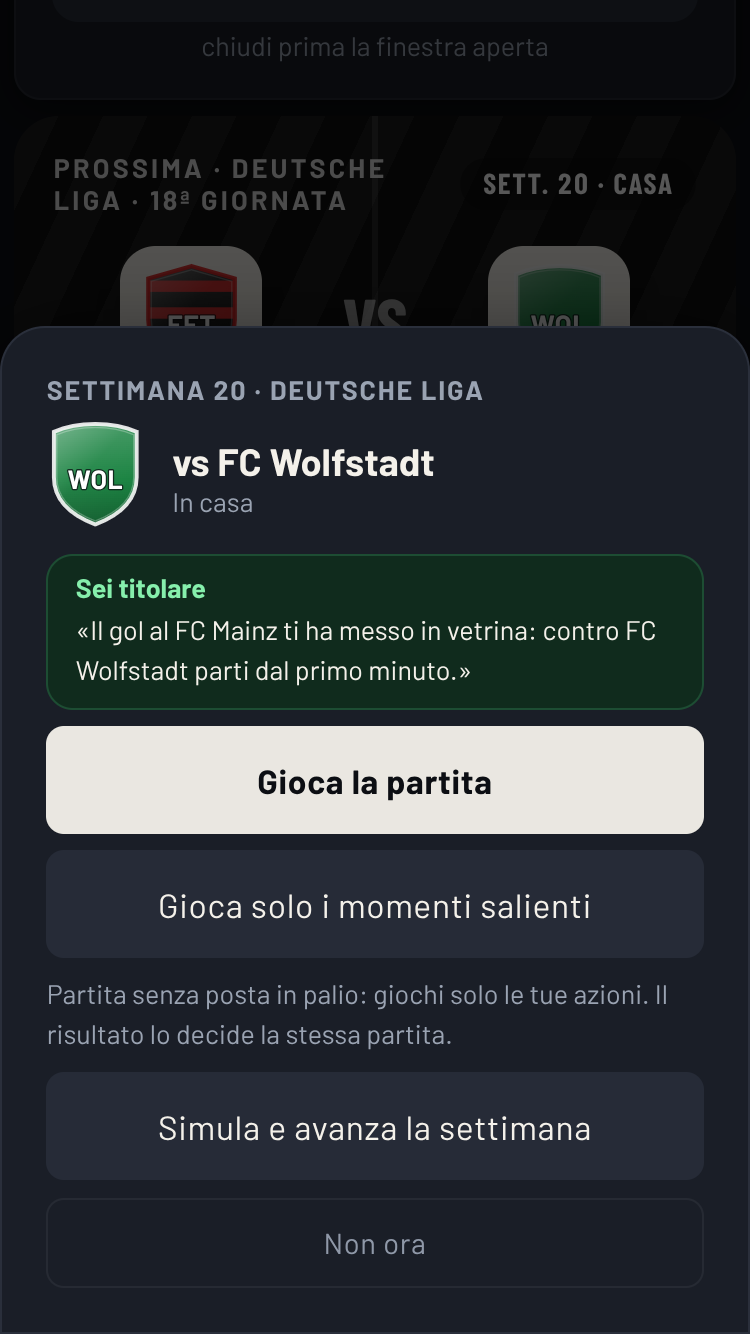 chiudi prima la finestra aperta
PROSSIMA · DEUTSCHE
LIGA · 18ª GIORNATA
SETT. 20 · CASA
VS
WOL
SETTIMANA 20 · DEUTSCHE LIGA
WOL
vs FC Wolfstadt
In casa
Sei titolare
«Il gol al FC Mainz ti ha messo in vetrina: contro FC
Wolfstadt parti dal primo minuto.»
Gioca la partita
Gioca solo i momenti salienti
Partita senza posta in palio: giochi solo le tue azioni. Il
risultato lo decide la stessa partita.
Simula e avanza la settimana
Non ora